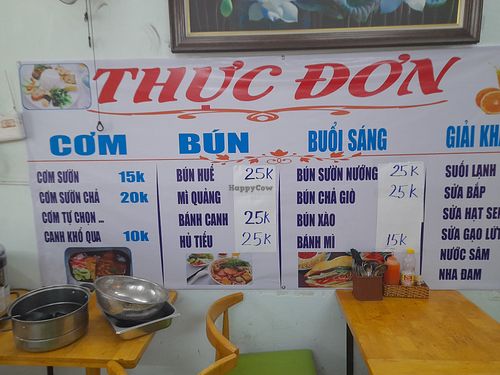 THỰC ĐƠN
CƠM
CƠM SƯỜN 15k
CƠM SƯỜN CHẢ 20k
CƠM TỰ CHỌN ...
CANH KHỔ QUA 10k
BÚN
BÚN HUẾ 25k
MÌ QUẢNG
BÁNH CANH 25k
HỦ TIẾU 25k
HappyCow
BUỔI SÁNG
BÚN SƯỜN NƯỚNG 25k
BÚN CHẢ GIÒ 25k
BÚN XÀO
BÁNH MÌ 15k
GIẢI KHÁ
SUỐI LẠNH
SỮA BẮP
SỮA HẠT SE
SỮA GẠO LỨT
NƯỚC SÂM
NHA ĐAM